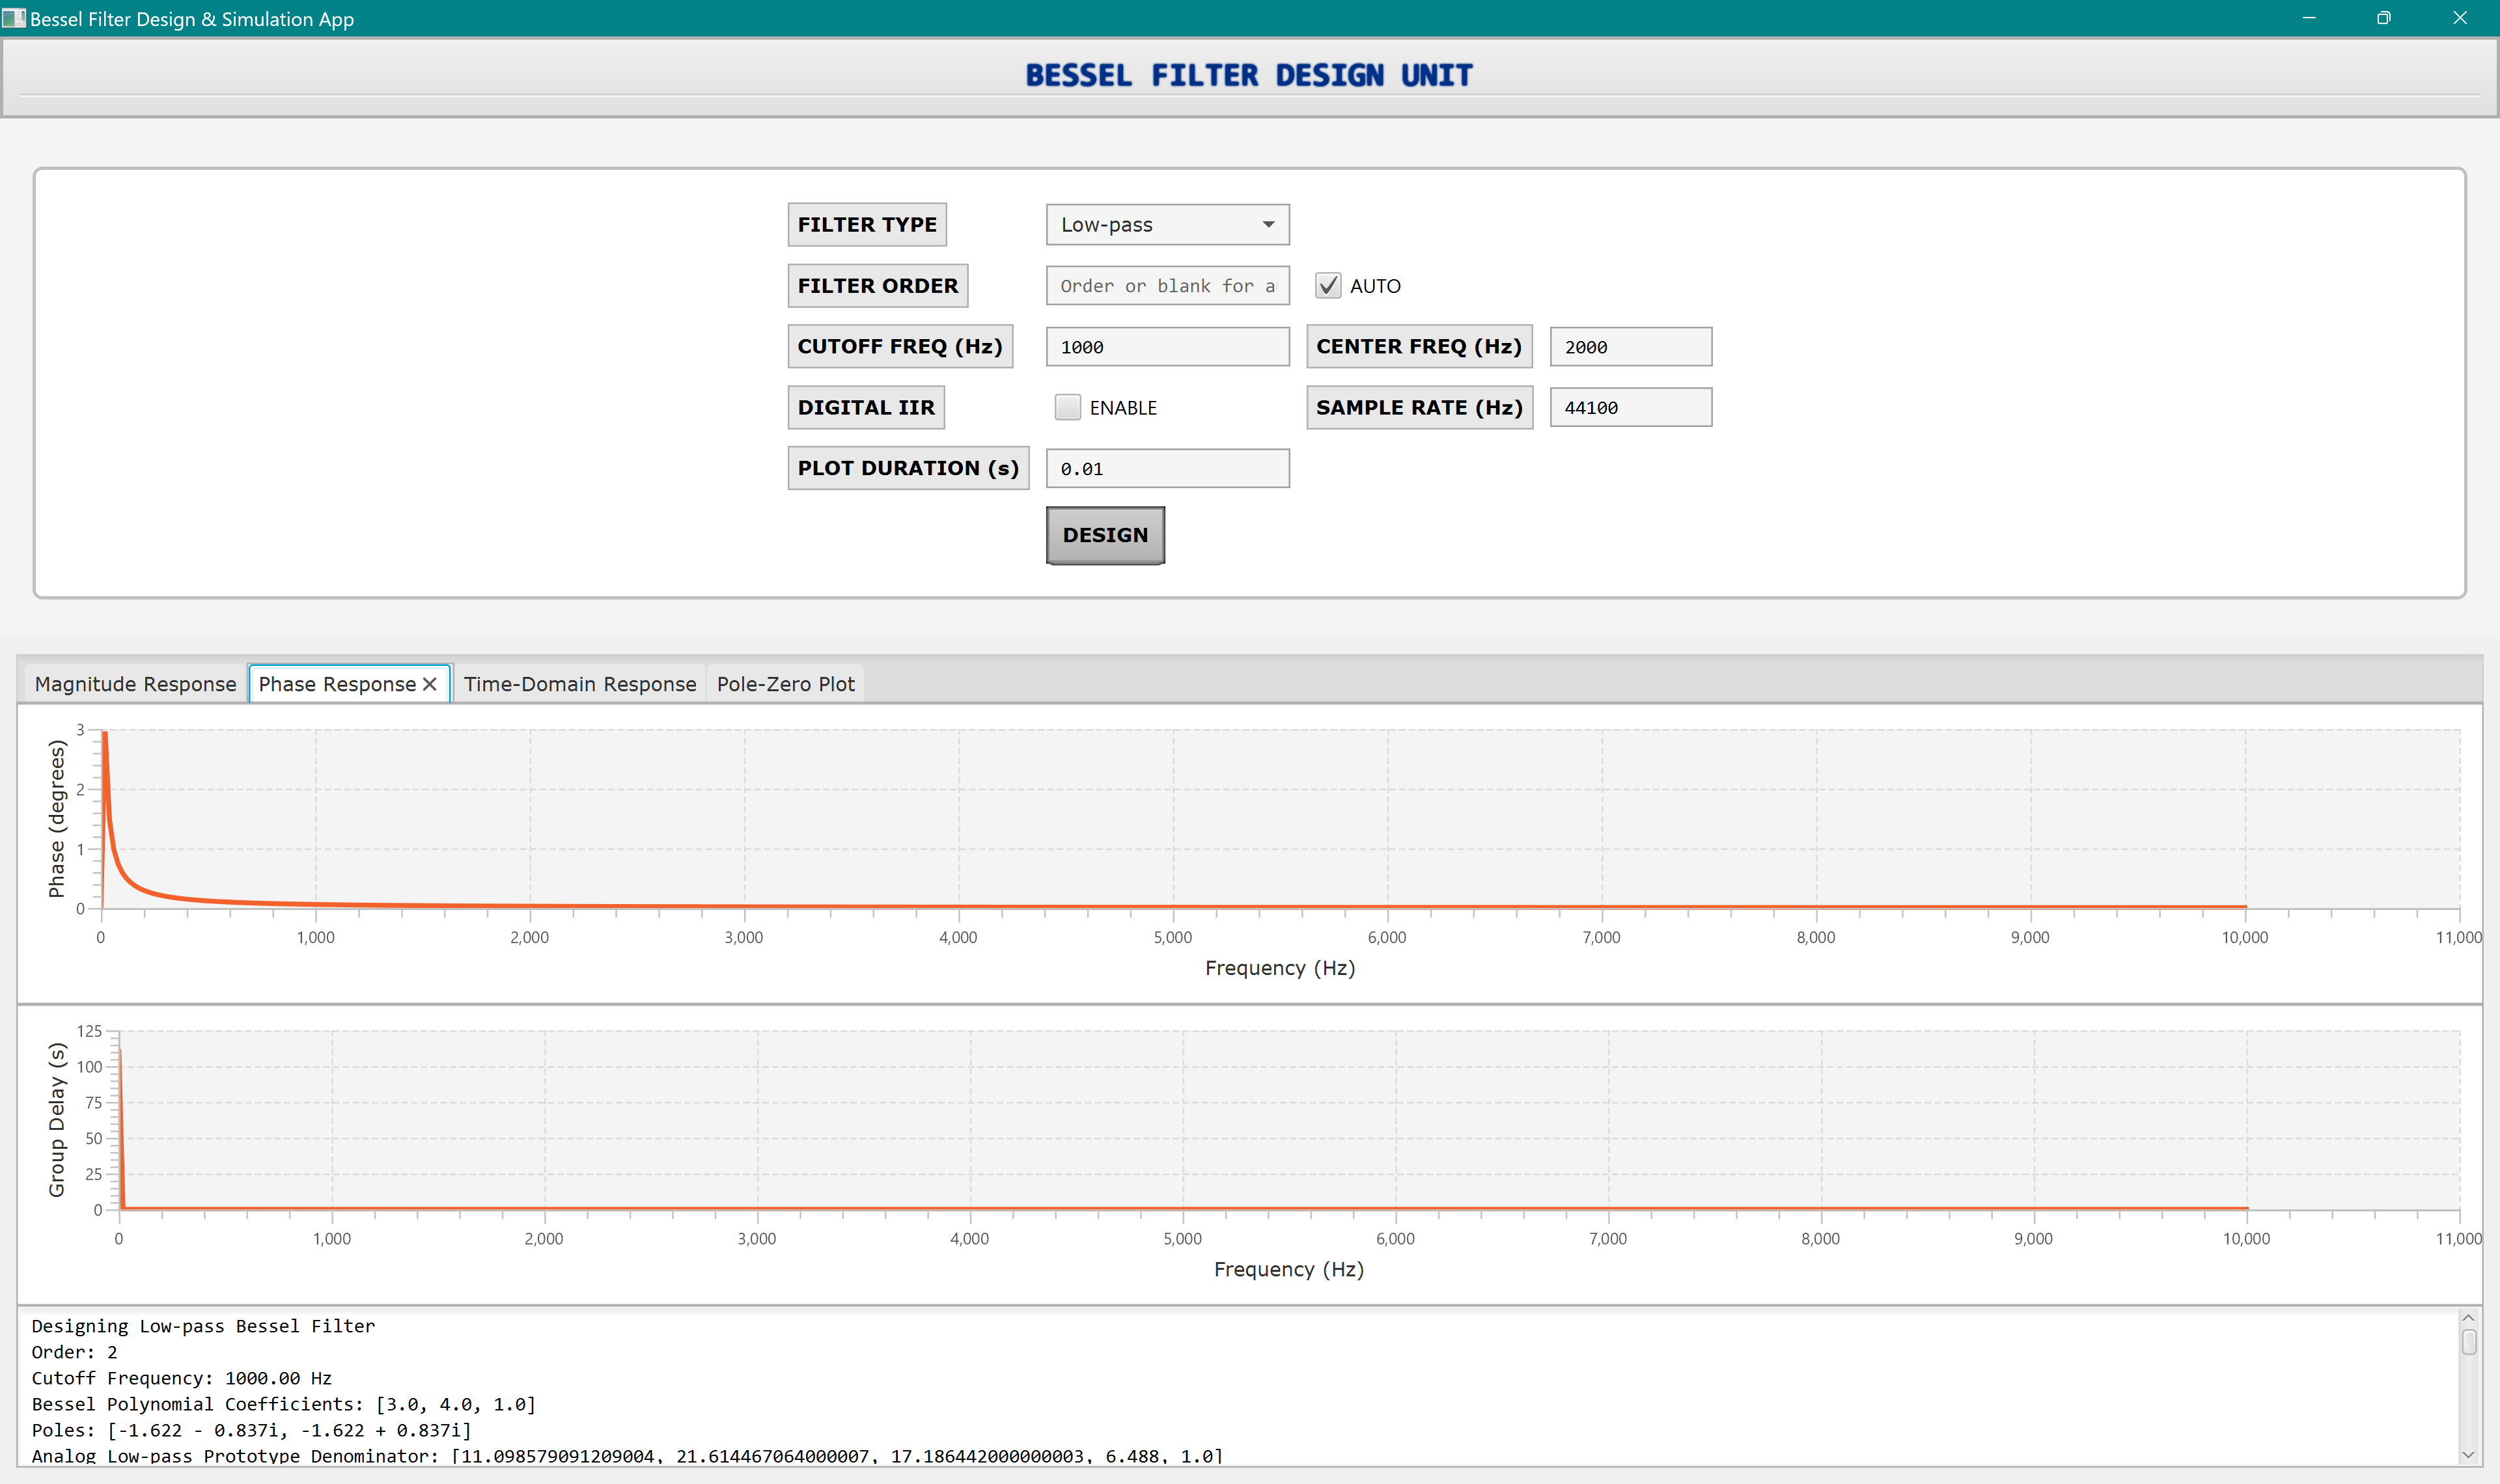 Bessel Filter Design & Simulation App
BESSEL FILTER DESIGN UNIT
FILTER TYPE Low-pass
FILTER ORDER Order or blank for a AUTO
CUTOFF FREQ (Hz) 1000 CENTER FREQ (Hz) 2000
DIGITAL IIR ENABLE SAMPLE RATE (Hz) 44100
PLOT DURATION (s) 0.01
DESIGN
Magnitude Response Phase Response Time-Domain Response Pole-Zero Plot
Phase (degrees)
3
2
1
0
0 1,000 2,000 3,000 4,000 5,000 6,000 7,000 8,000 9,000 10,000 11,000
Frequency (Hz)
Group Delay (s)
125
100
75
50
25
0
0 1,000 2,000 3,000 4,000 5,000 6,000 7,000 8,000 9,000 10,000 11,000
Frequency (Hz)
Designing Low-pass Bessel Filter
Order: 2
Cutoff Frequency: 1000.00 Hz
Bessel Polynomial Coefficients: [3.0, 4.0, 1.0]
Poles: [-1.622 - 0.837i, -1.622 + 0.837i]
Analog Low-pass Prototype Denominator: [11.098579091209004, 21.614467064000007, 17.186442000000003, 6.488, 1.0]